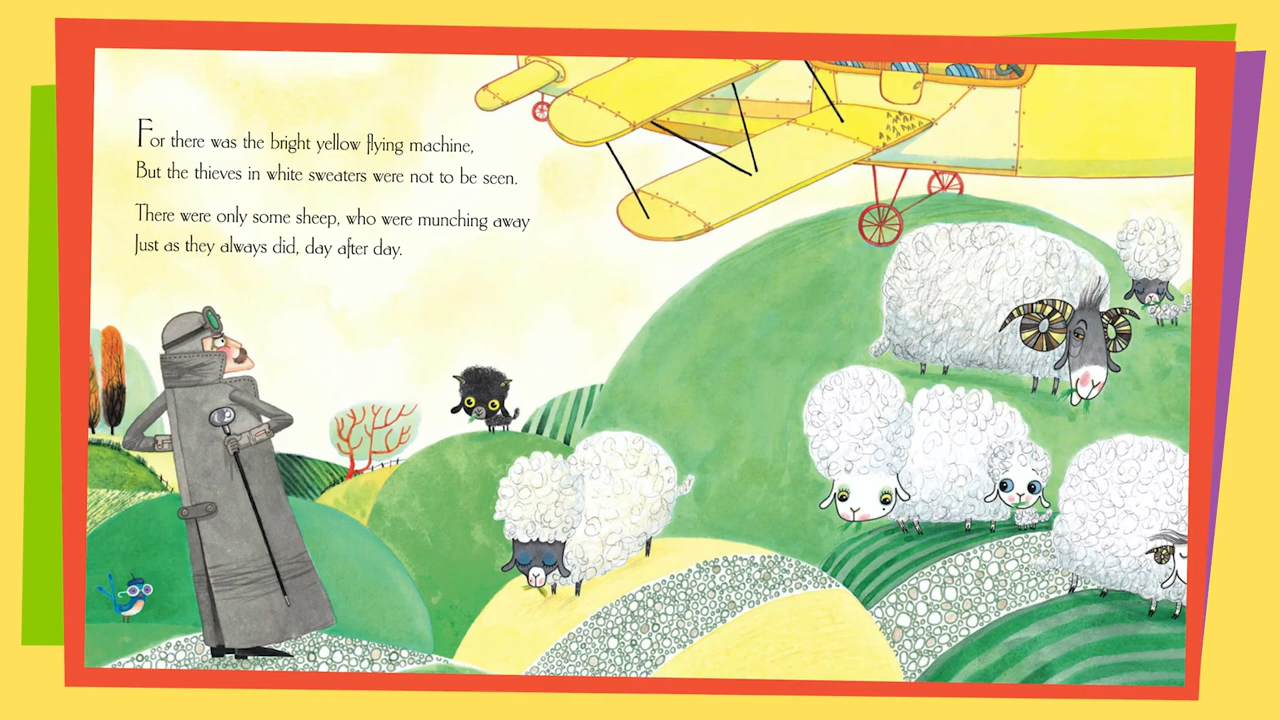 For there was the bright yellow flying machine,
But the thieves in white sweaters were not to be seen.
There were only some sheep, who were munching away
Just as they always did, day after day.